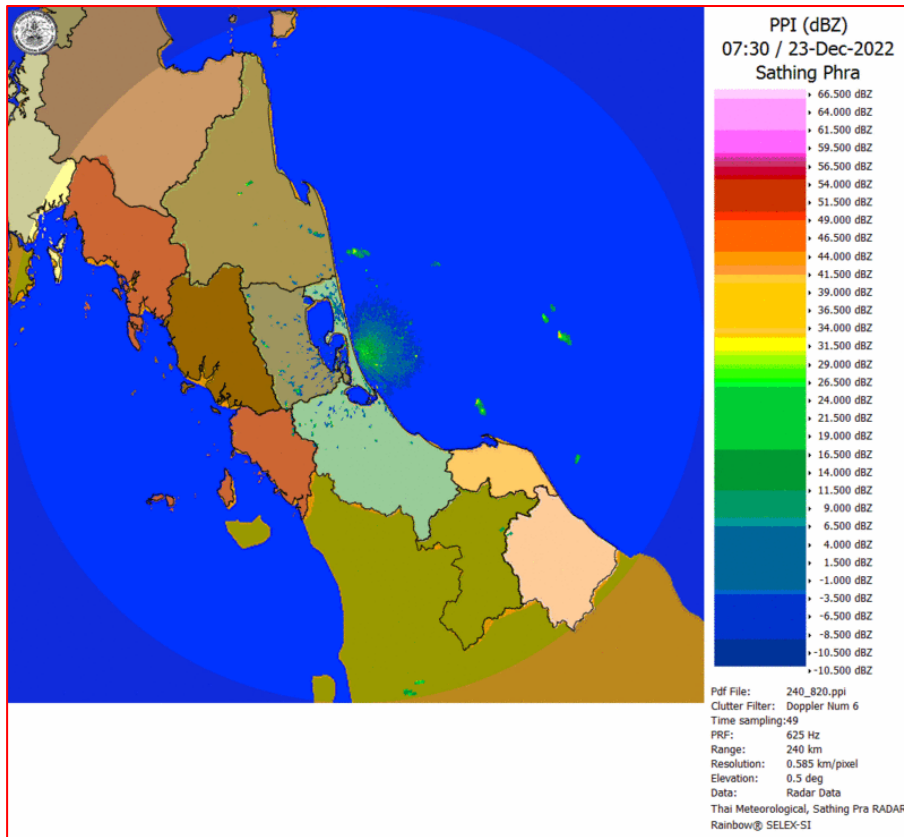 PPI (dBZ)
07:30 / 23-Dec-2022
Sathing Phra
66.500 dBZ
64.000 dBZ
61.500 dBZ
59.500 dBZ
56.500 dBZ
54.000 dBZ
51.500 dBZ
49.000 dBZ
46.500 dBZ
44.000 dBZ
41.500 dBZ
39.000 dBZ
36.500 dBZ
34.000 dBZ
31.500 dBZ
29.000 dBZ
26.500 dBZ
24.000 dBZ
21.500 dBZ
19.000 dBZ
16.500 dBZ
14.000 dBZ
11.500 dBZ
9.000 dBZ
6.500 dBZ
4.000 dBZ
1.500 dBZ
-1.000 dBZ
-3.500 dBZ
-6.500 dBZ
-8.500 dBZ
-10.500 dBZ
-10.500 dBZ
Pdf File: 240_820.ppi
Clutter Filter: Doppler Num 6
Time sampling:49
PRF: 625 Hz
Range: 240 km
Resolution: 0.585 km/pixel
Elevation: 0.5 deg
Data: Radar Data
Thai Meteorological, Sathing Pra RADAR
Rainbow® SELEX-SI